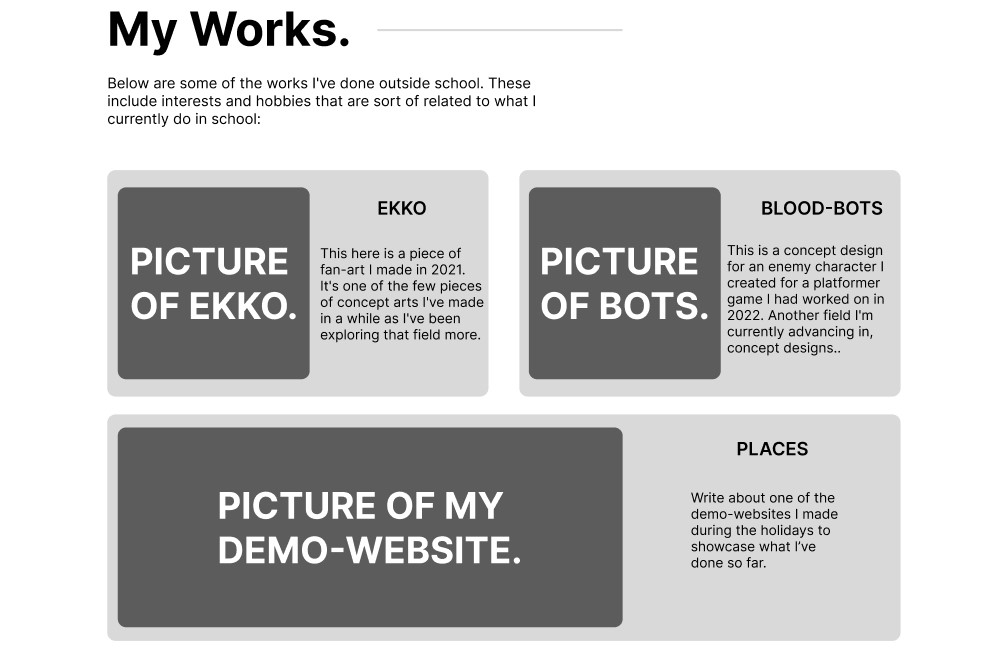 My Works.
Below are some of the works I've done outside school. These
include interests and hobbies that are sort of related to what I
currently do in school:
PICTURE
OF EKKO.
EKKO
This here is a piece of
fan-art I made in 2021.
It's one of the few pieces
of concept arts I've made
in a while as I've been
exploring that field more.
PICTURE
OF BOTS.
BLOOD-BOTS
This is a concept design
for an enemy character I
created for a platformer
game I had worked on in
2022. Another field I'm
currently advancing in,
concept designs..
PICTURE OF MY
DEMO-WEBSITE.
PLACES
Write about one of the
demo-websites I made
during the holidays to
showcase what I've
done so far.